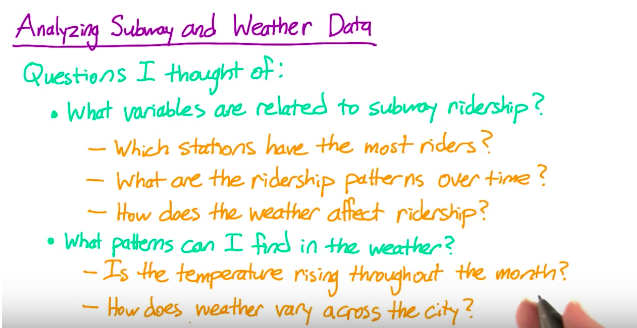 Analyzing Subway and Weather Data
Questions I thought of:
• What variables are related to subway ridership?
– Which stations have the most riders?
– What are the ridership patterns over time?
– How does the weather affect ridership?
• What patterns can I find in the weather?
– Is the temperature rising throughout the month?
– How does weather vary across the city?